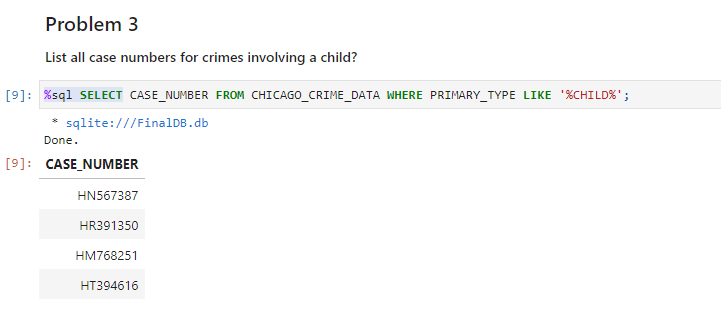 Problem 3
List all case numbers for crimes involving a child?
[9]: %sql SELECT CASE_NUMBER FROM CHICAGO_CRIME_DATA WHERE PRIMARY_TYPE LIKE '%CHILD%';
* sqlite:///FinalDB.db
Done.
[9]: CASE_NUMBER
HN567387
HR391350
HM768251
HT394616